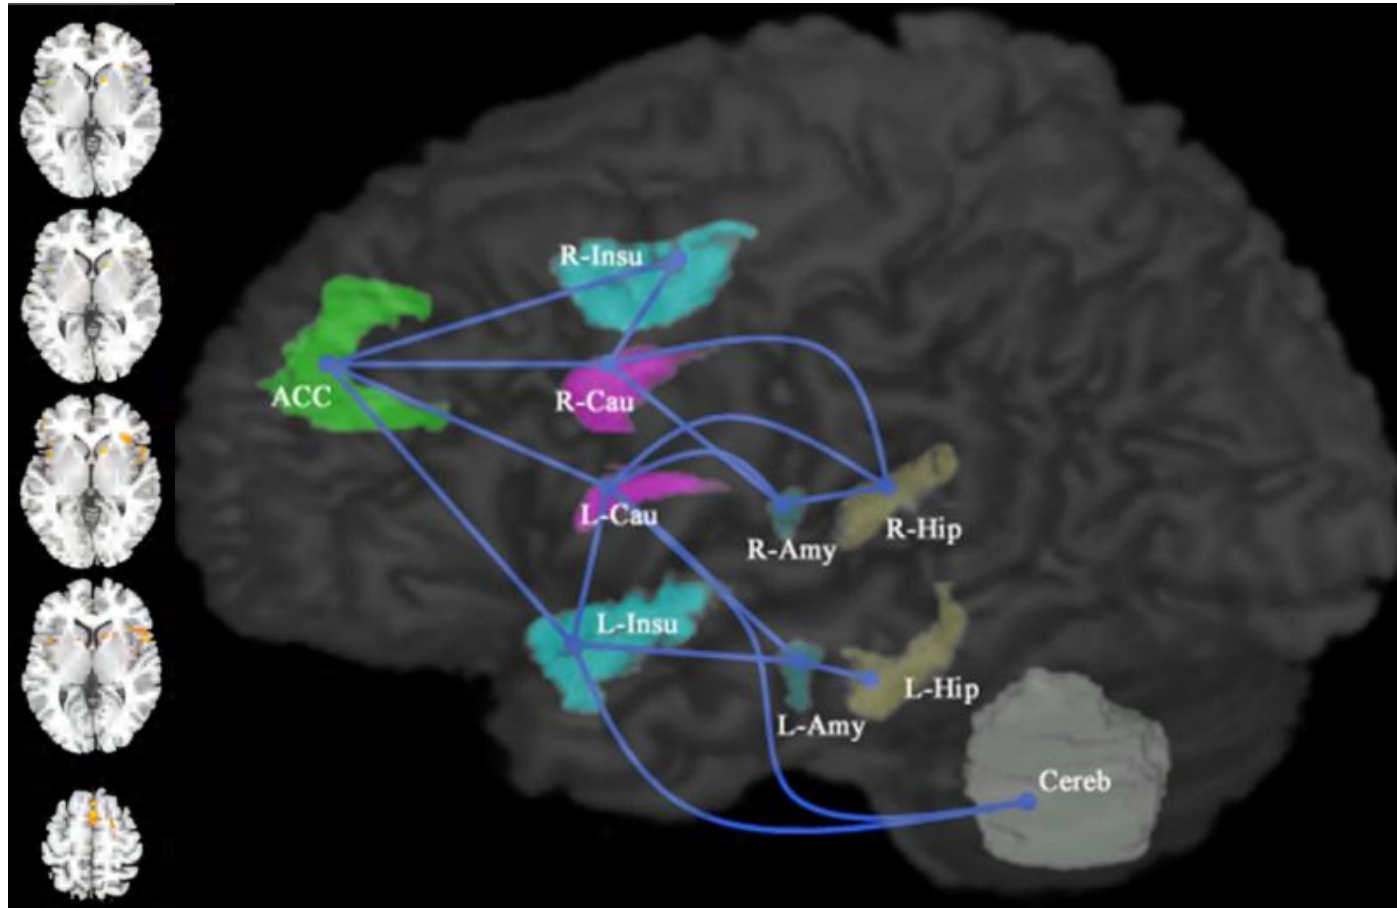 R-Insu
ACC
R-Cau
L-Cau
R-Amy
R-Hip
L-Insu
L-Hip
L-Amy
Cereb